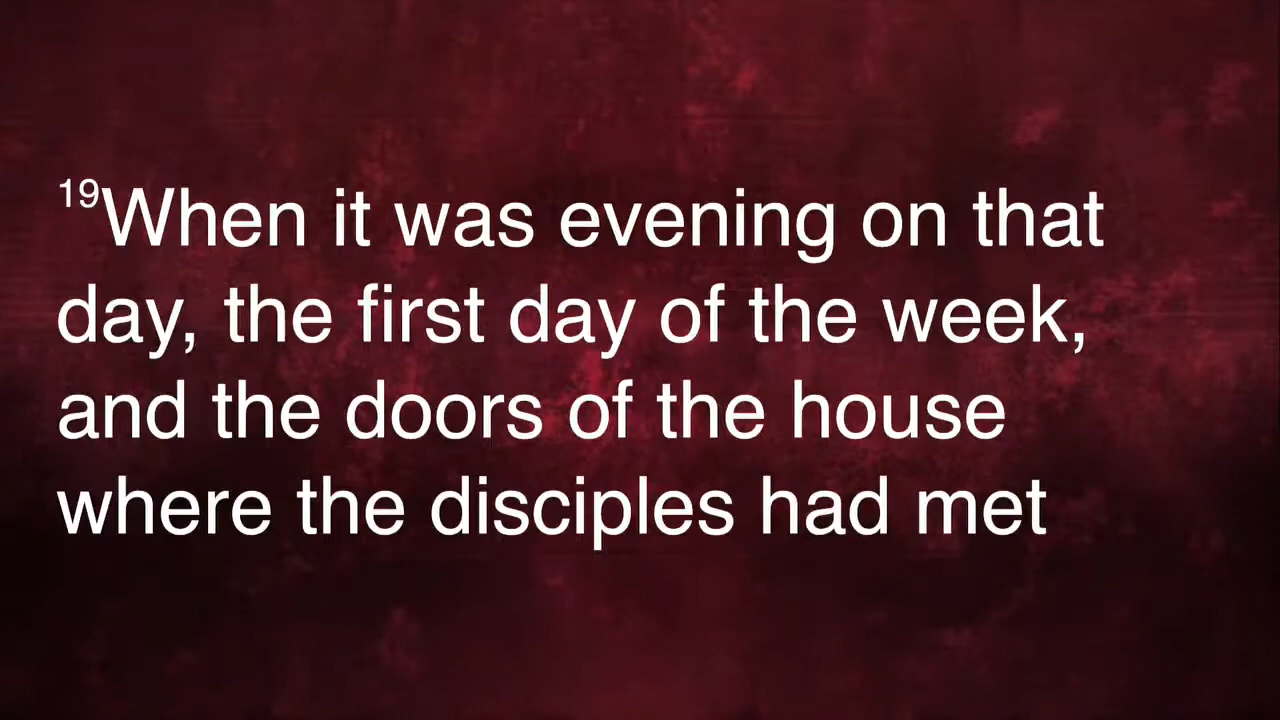 19When it was evening on that
day, the first day of the week,
and the doors of the house
where the disciples had met